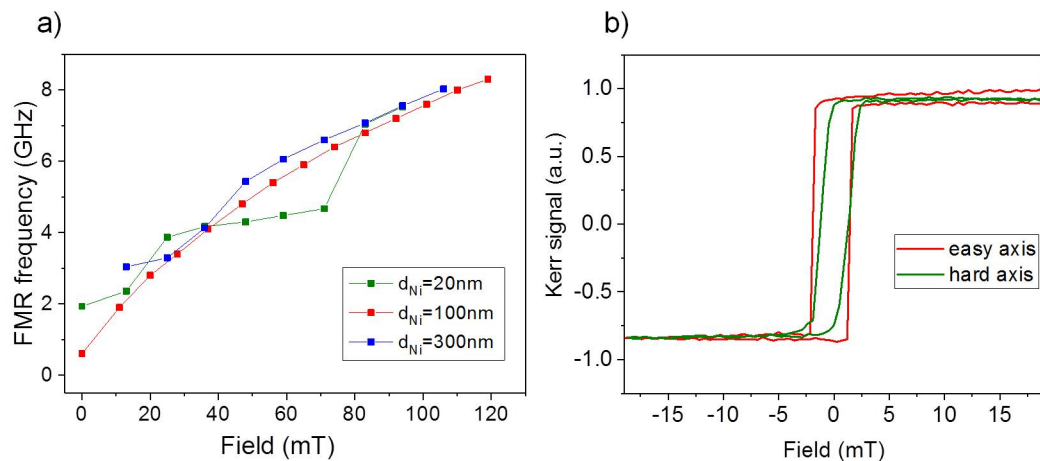 a)
FMR frequency (GHz)
8
6
4
2
0
0 20 40 60 80 100 120
Field (mT)
d_Ni=20nm
d_Ni=100nm
d_Ni=300nm
b)
Kerr signal (a.u.)
1.0
0.5
0.0
-0.5
-1.0
-15 -10 -5 0 5 10 15
Field (mT)
easy axis
hard axis